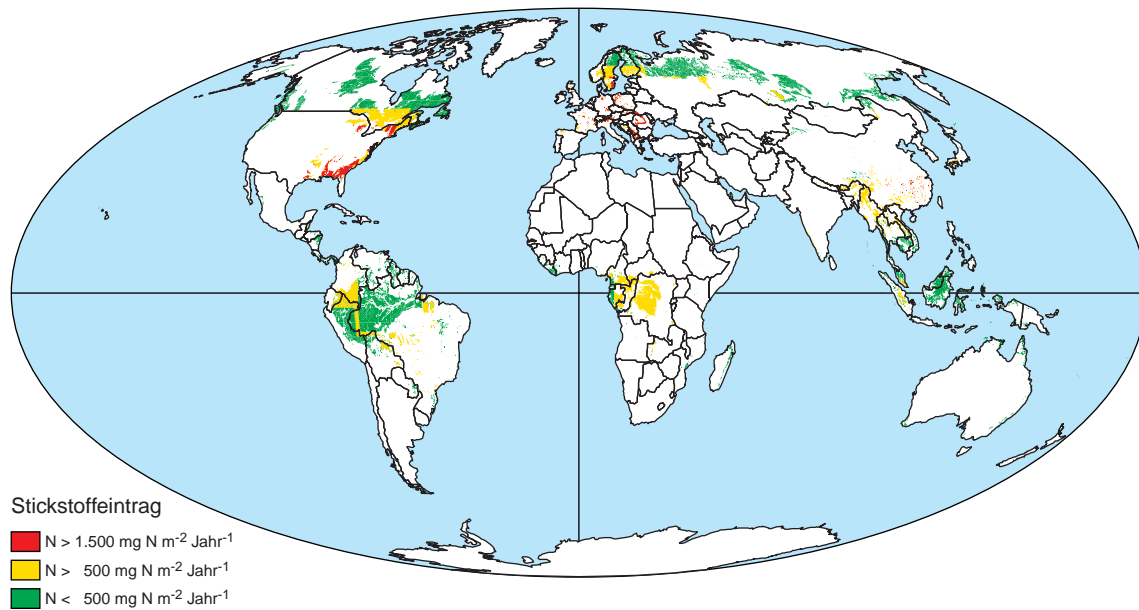 Stickstoffeintrag
N > 1.500 mg N m⁻² Jahr⁻¹
N > 500 mg N m⁻² Jahr⁻¹
N < 500 mg N m⁻² Jahr⁻¹